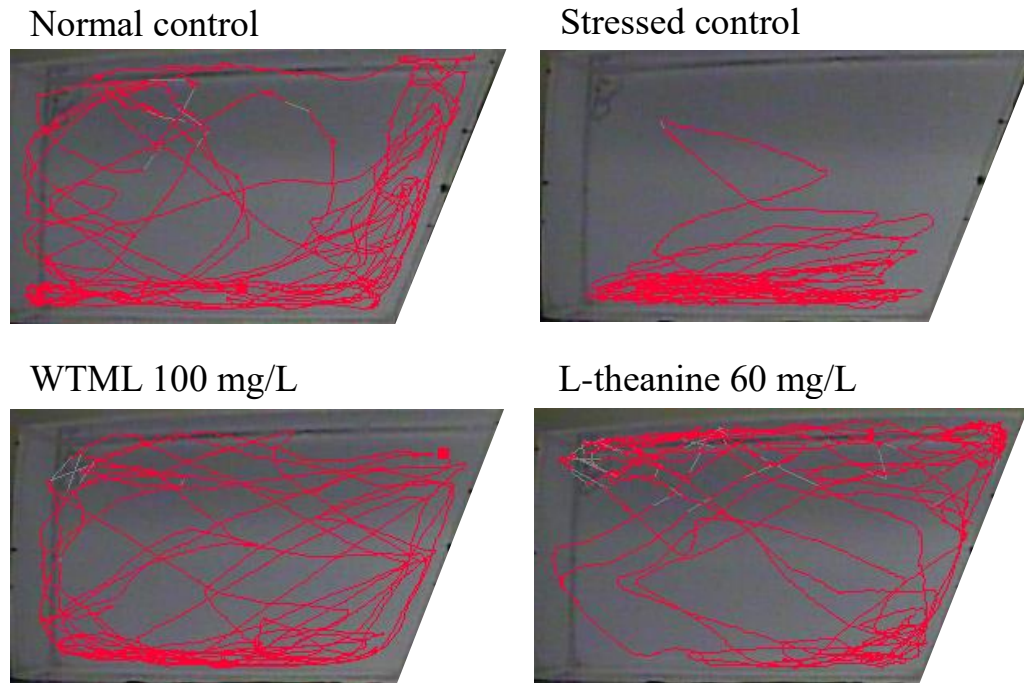 Normal control
Stressed control
WTML 100 mg/L
L-theanine 60 mg/L